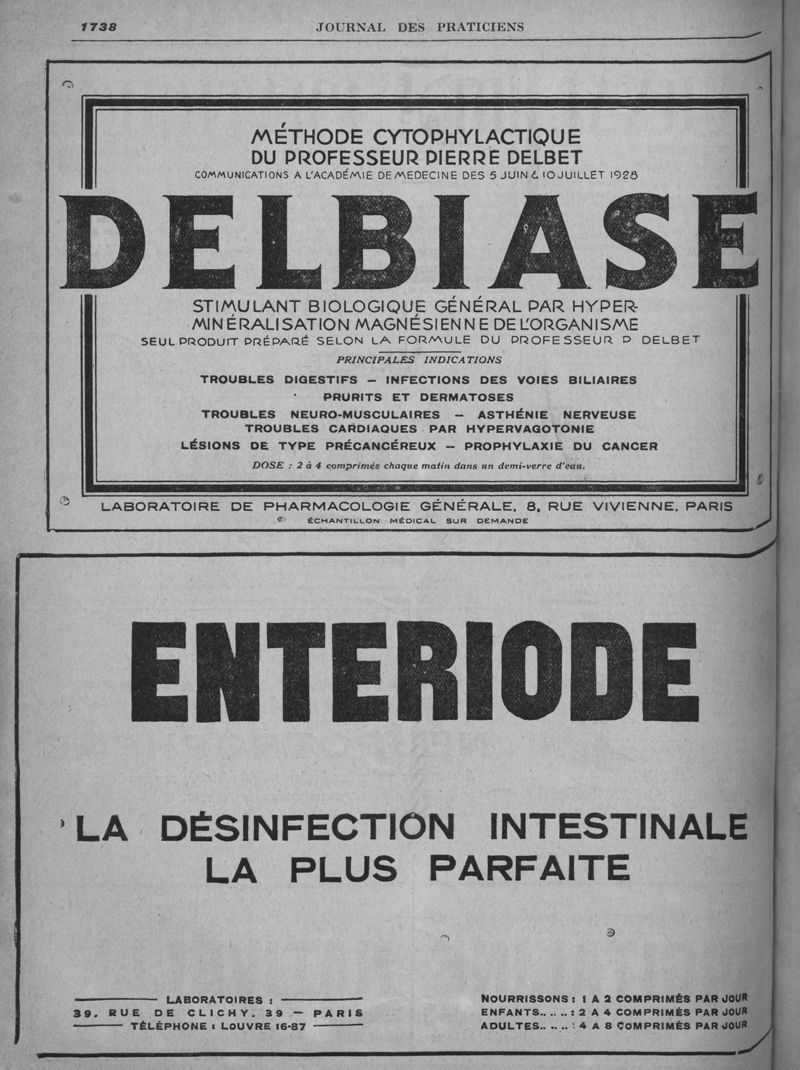 1738
JOURNAL DES PRATICIENS
MÉTHODE CYTOPHYLACTIQUE
DU PROFESSEUR PIERRE DELBET
COMMUNICATIONS A L'ACADÉMIE DE MEDECINE DES 5 JUIN & 10 JUILLET 1928
DELBIASE
STIMULANT BIOLOGIQUE GÉNÉRAL PAR HYPER-
MINÉRALISATION MAGNÉSIENNE DE L'ORGANISME
SEUL PRODUIT PRÉPARÉ SELON LA FORMULE DU PROFESSEUR P. DELBET
PRINCIPALES INDICATIONS
TROUBLES DIGESTIFS — INFECTIONS DES VOIES BILIAIRES
PRURITS ET DERMATOSES
TROUBLES NEURO-MUSCULAIRES — ASTHÉNIE NERVEUSE
TROUBLES CARDIAQUES PAR HYPERVAGOTONIE
LÉSIONS DE TYPE PRÉCANCÉREUX — PROPHYLAXIE DU CANCER
DOSE : 2 à 4 comprimés chaque matin dans un demi-verre d'eau.
LABORATOIRE DE PHARMACOLOGIE GÉNÉRALE, 8, RUE VIVIENNE, PARIS
ÉCHANTILLON MÉDICAL SUR DEMANDE
ENTERIODE
LA DÉSINFECTION INTESTINALE
LA PLUS PARFAITE
LABORATOIRES :
39, RUE DE CLICHY, 39 — PARIS
TÉLÉPHONE : LOUVRE 16-87
NOURRISSONS : 1 A 2 COMPRIMÉS PAR JOUR
ENFANTS.. .. .. : 2 A 4 COMPRIMÉS PAR JOUR
ADULTES.. .. .. : 4 A 8 COMPRIMÉS PAR JOUR